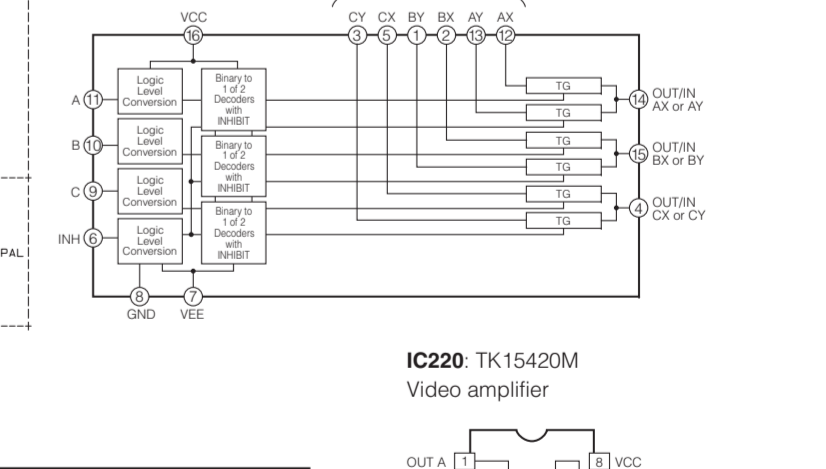 VCC
CY CX BY BX AY AX
16
3 5 1 2 13 12
Logic
Level
Conversion
Binary to
1 of 2
Decoders
with
INHIBIT
TG
A 11
14 OUT/IN
AX or AY
TG
Logic
Level
Conversion
B 10
Binary to
1 of 2
Decoders
with
INHIBIT
TG
15 OUT/IN
BX or BY
TG
Logic
Level
Conversion
C 9
TG
4 OUT/IN
CX or CY
Binary to
1 of 2
Decoders
with
INHIBIT
TG
Logic
Level
Conversion
INH 6
PAL
8 7
GND VEE
IC220: TK15420M
Video amplifier
OUT A 1 8 VCC